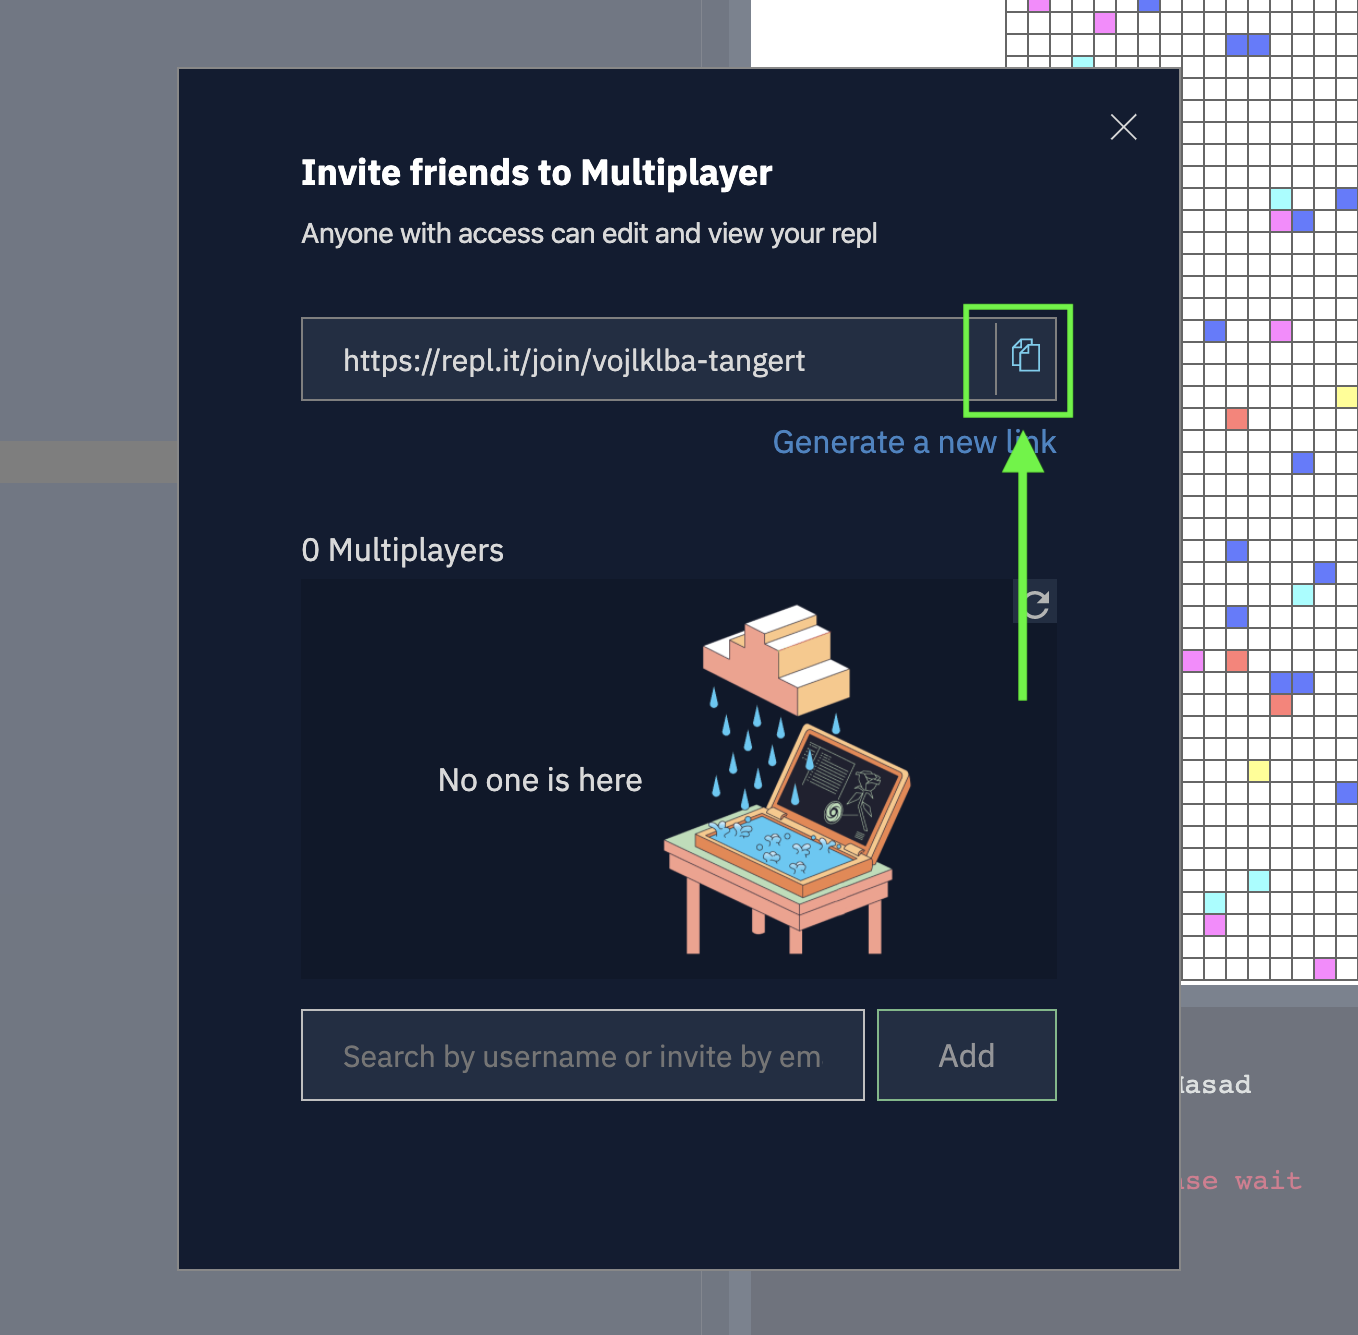 Invite friends to Multiplayer
Anyone with access can edit and view your repl
https://repl.it/join/vojlklba-tangert
Generate a new link
0 Multiplayers
No one is here
Search by username or invite by em
Add
asad
se wait